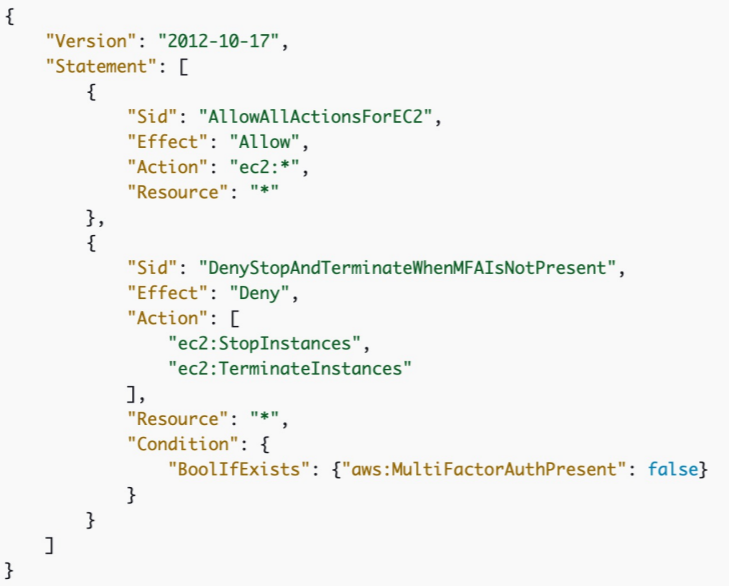 {
    "Version": "2012-10-17",
    "Statement": [
        {
            "Sid": "AllowAllActionsForEC2",
            "Effect": "Allow",
            "Action": "ec2:*",
            "Resource": "*"
        },
        {
            "Sid": "DenyStopAndTerminateWhenMFAIsNotPresent",
            "Effect": "Deny",
            "Action": [
                "ec2:StopInstances",
                "ec2:TerminateInstances"
            ],
            "Resource": "*",
            "Condition": {
                "BoolIfExists": {"aws:MultiFactorAuthPresent": false}
            }
        }
    ]
}